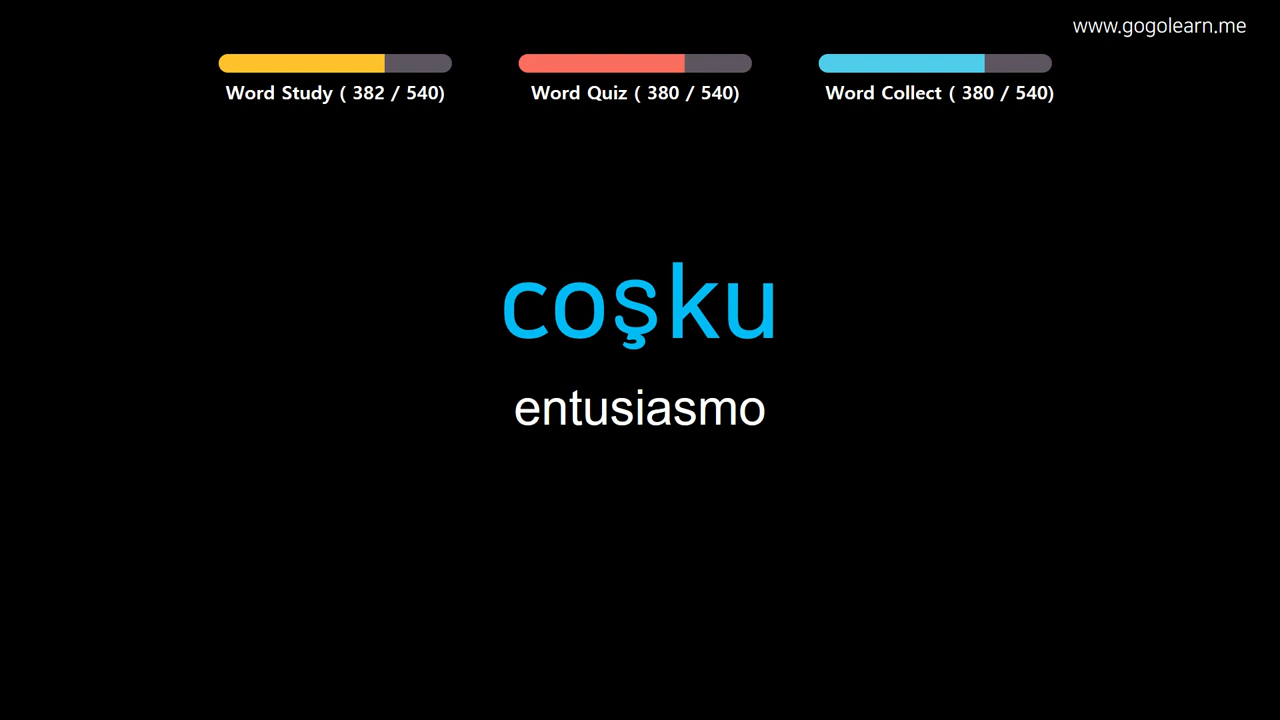 www.gogolearn.me
Word Study ( 382 / 540)
Word Quiz ( 380 / 540)
Word Collect ( 380 / 540)
coşku
entusiasmo